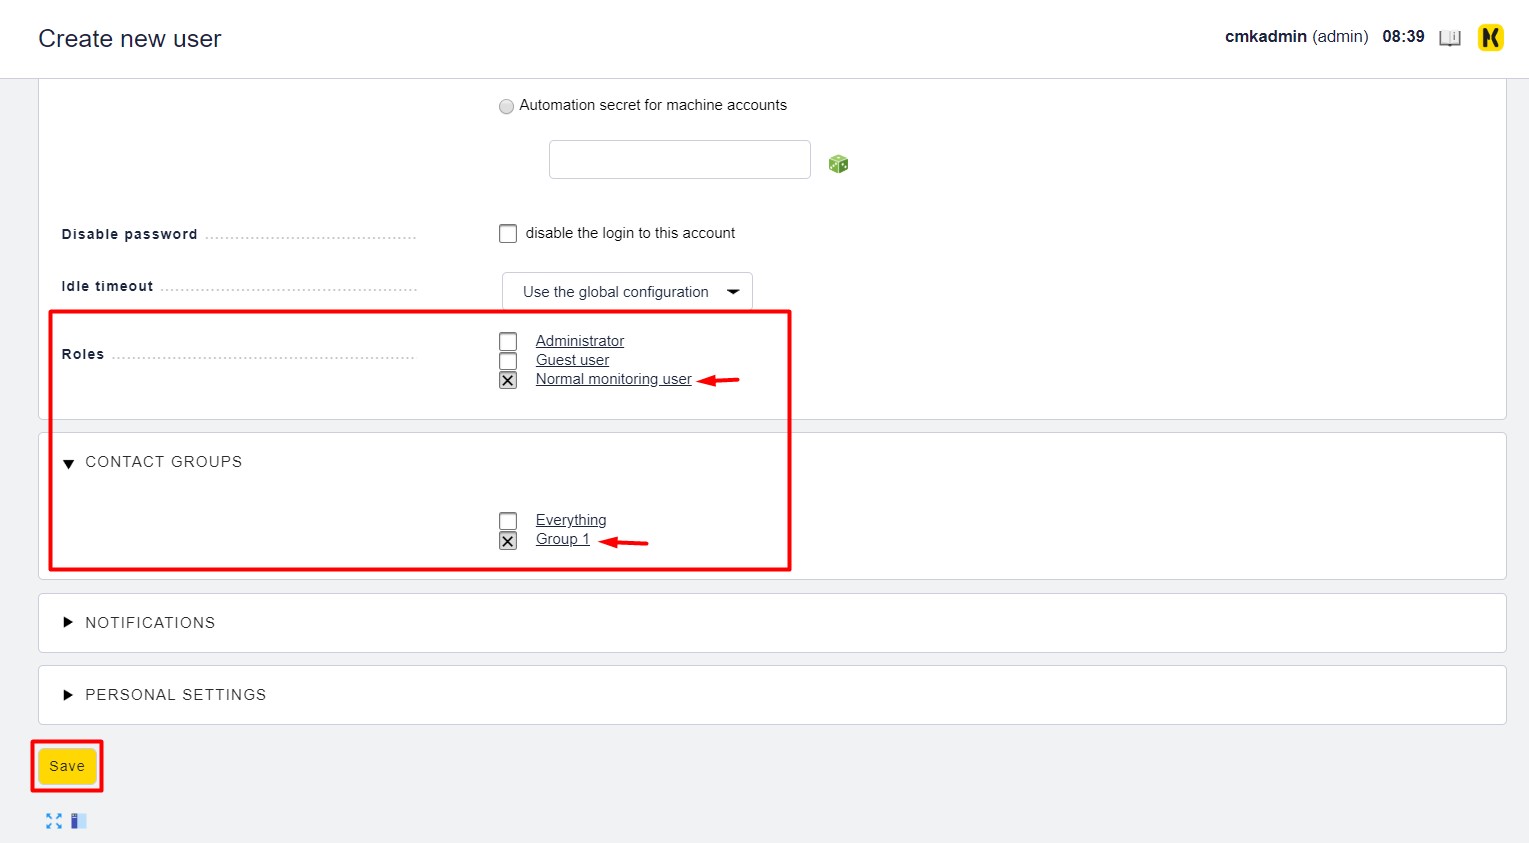 Create new user
cmkadmin (admin) 08:39
Automation secret for machine accounts
Disable password
disable the login to this account
Idle timeout
Use the global configuration
Roles
Administrator
Guest user
Normal monitoring user
CONTACT GROUPS
Everything
Group 1
NOTIFICATIONS
PERSONAL SETTINGS
Save